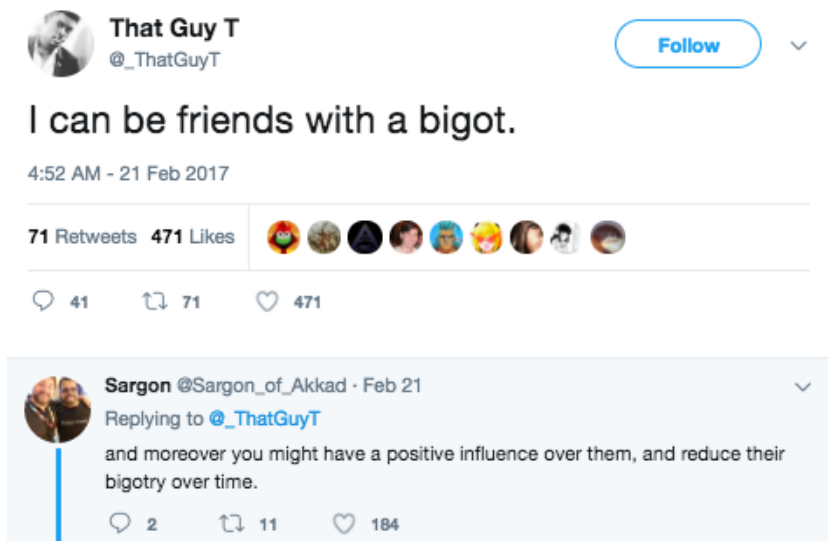 That Guy T
@_ThatGuyT
Follow
I can be friends with a bigot.
4:52 AM - 21 Feb 2017
71 Retweets 471 Likes
41 71 471
Sargon @Sargon_of_Akkad · Feb 21
Replying to @_ThatGuyT
and moreover you might have a positive influence over them, and reduce their
bigotry over time.
2 11 184